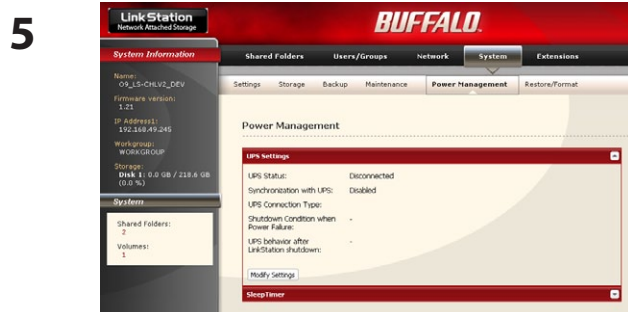 5
LinkStation
Network Attached Storage
BUFFALO
System Information
Shared Folders Users/Groups Network System Extensions
Settings Storage Backup Maintenance Power Management Restore/Format
Name:
09_LS-CHLV2_DEV
Firmware version:
1.21
IP Address1:
192.168.49.245
Workgroup:
WORKGROUP
Storage:
Disk 1: 0.0 GB / 218.6 GB
(0.0 %)
System
Shared Folders:
2
Volumes:
1
Power Management
UPS Settings
UPS Status: Disconnected
Synchronization with UPS: Disabled
UPS Connection Type:
Shutdown Condition when
Power Failure: -
UPS behavior after
LinkStation shutdown: -
Modify Settings
SleepTimer